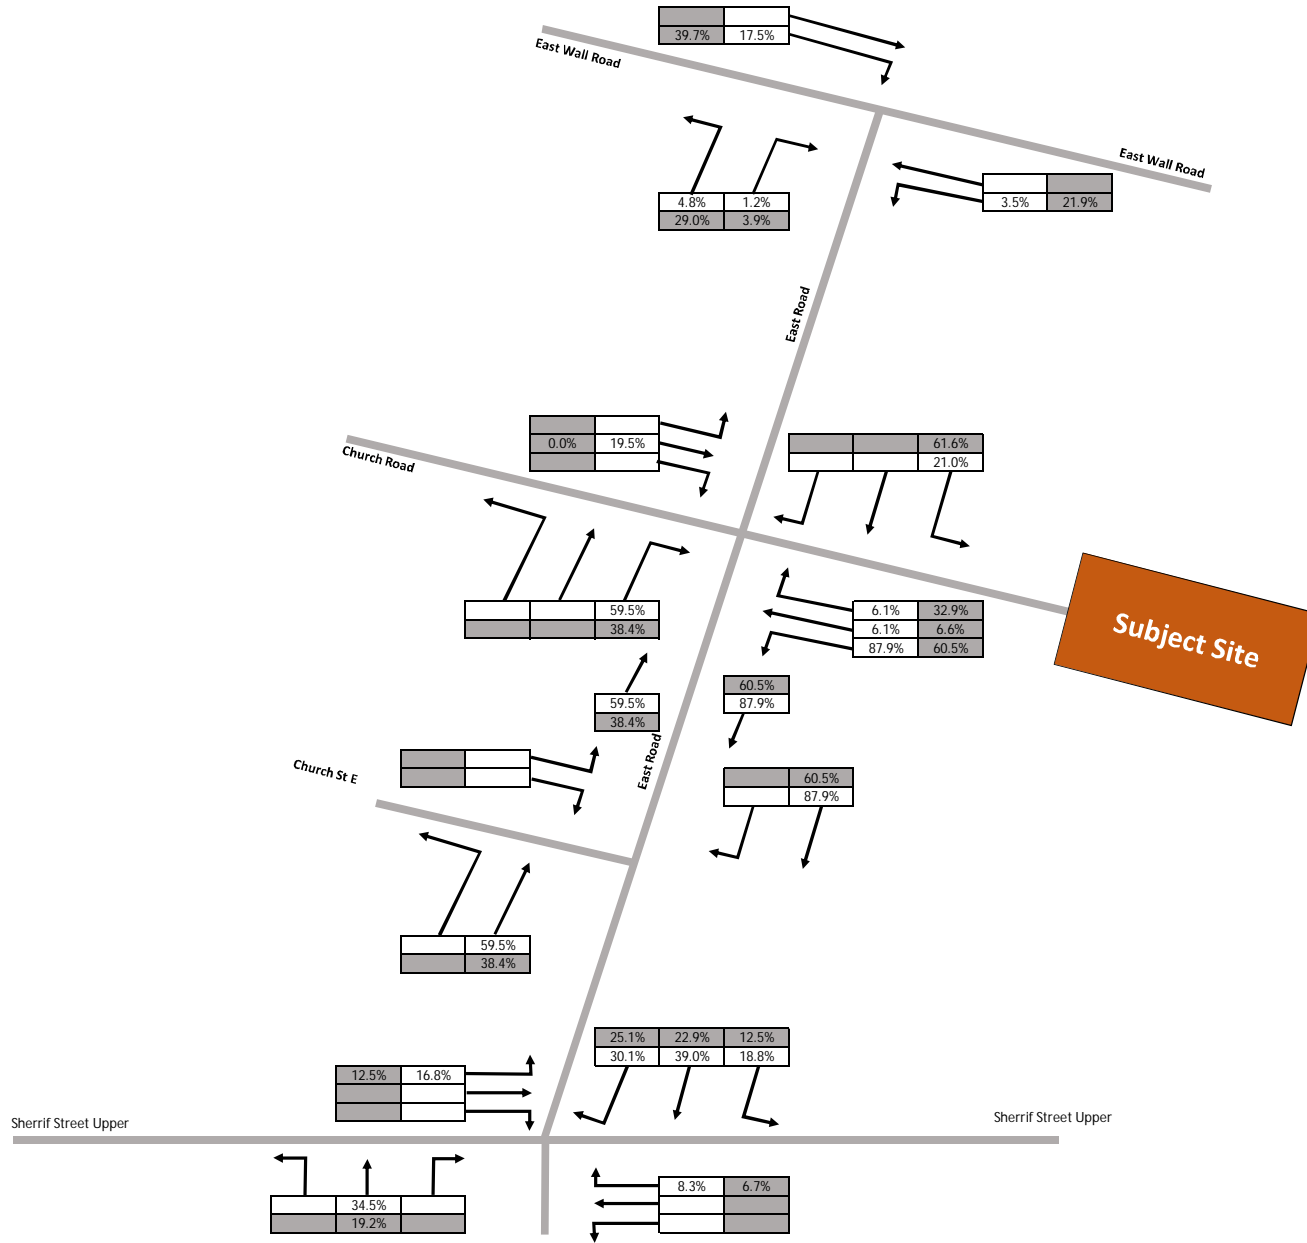 39.7% 17.5%
East Wall Road
East Wall Road
4.8% 1.2%
29.0% 3.9%
3.5% 21.9%
East Road
0.0% 19.5%
61.6%
21.0%
Church Road
59.5%
38.4%
6.1% 32.9%
6.1% 6.6%
87.9% 60.5%
Subject Site
59.5%
38.4%
60.5%
87.9%
East Road
Church St E
60.5%
87.9%
59.5%
38.4%
25.1% 22.9% 12.5%
30.1% 39.0% 18.8%
12.5% 16.8%
Sherrif Street Upper
Sherrif Street Upper
34.5%
19.2%
8.3% 6.7%